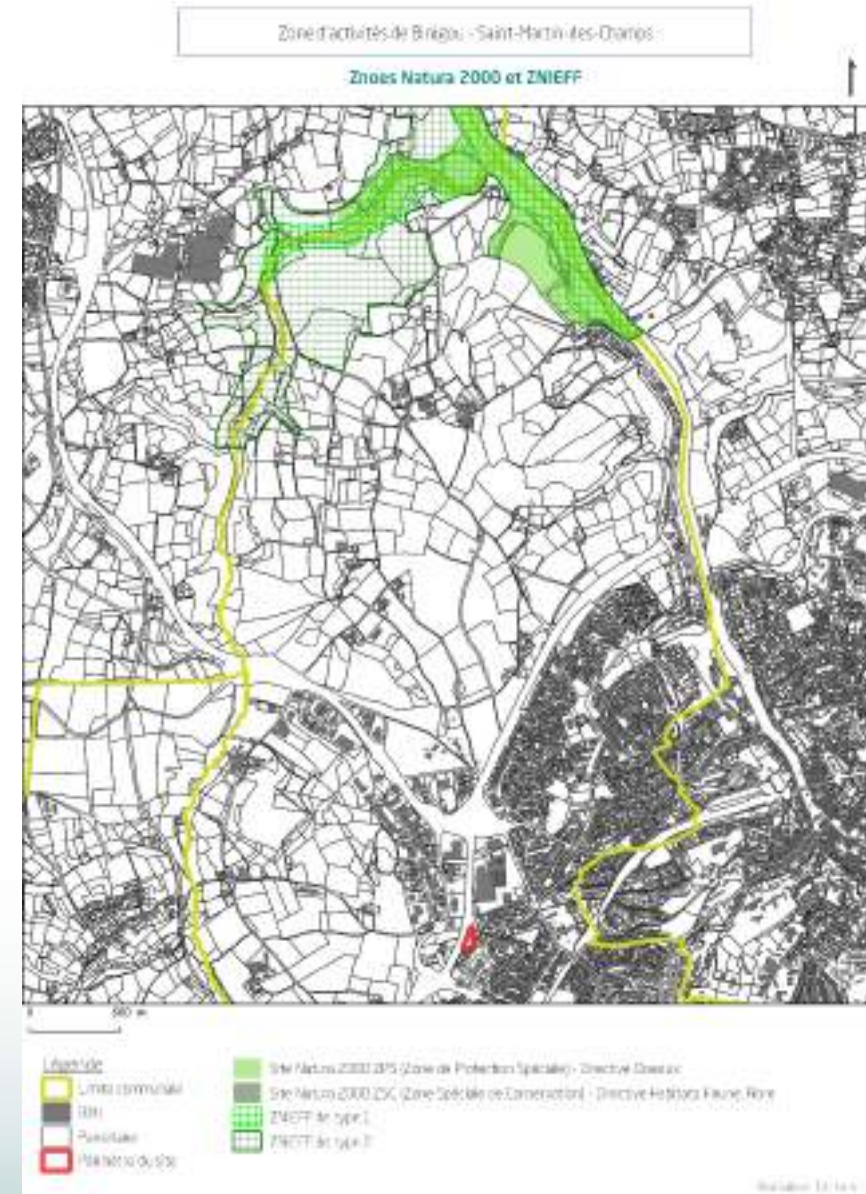 Zone d'activités de Binigou - Saint-Martin-des-Champs
Znoes Natura 2000 et ZNIEFF
0 500 m
Légende
Limite communale
Bâti
Parcellaire
Périmètre du site
Site Natura 2000 ZPS (Zone de Protection Spéciale) - Directive Oiseaux
Site Natura 2000 ZSC (Zone Spéciale de Conservation) - Directive Habitats Faune Flore
ZNIEFF de type 1
ZNIEFF de type 2